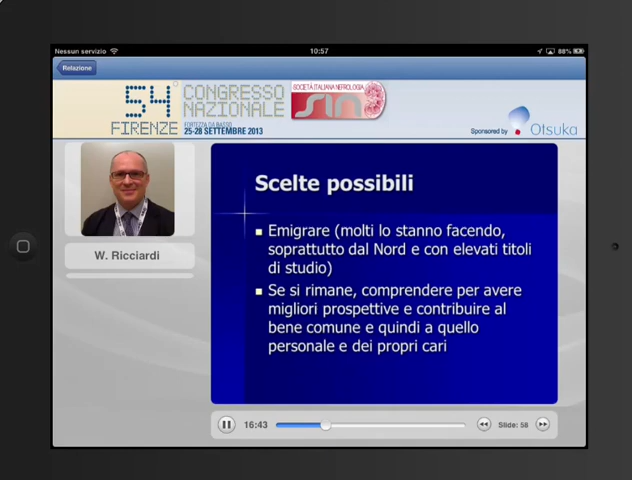 Nessun servizio
10:57
88%
Relazione
54°
CONGRESSO
NAZIONALE
FIRENZE
FORTEZZA DA BASSO
25-28 SETTEMBRE 2013
SOCIETÀ ITALIANA NEFROLOGIA
sin
Sponsored by
Otsuka
W. Ricciardi
Scelte possibili
Emigrare (molti lo stanno facendo,
soprattutto dal Nord e con elevati titoli
di studio)
Se si rimane, comprendere per avere
migliori prospettive e contribuire al
bene comune e quindi a quello
personale e dei propri cari
16:43
Slide: 58